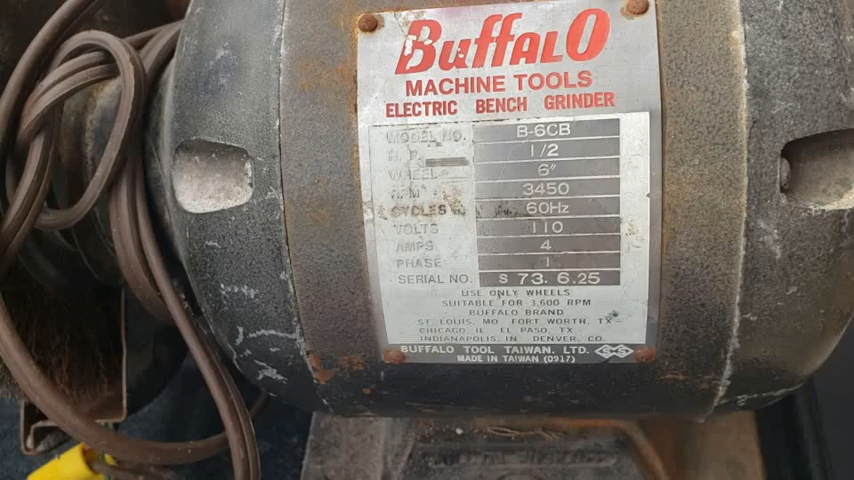 BuffalO
MACHINE TOOLS
ELECTRIC BENCH GRINDER
MODEL NO. B-6CB
H.P. 1/2
WHEEL 6"
RPM 3450
CYCLES 60Hz
VOLTS 110
AMPS 4
PHASE 1
SERIAL NO. S 73. 6.25
USE ONLY WHEELS
SUITABLE FOR 3,600 RPM
BUFFALO BRAND
ST. LOUIS, MO. FORT WORTH, TX
CHICAGO, IL EL PASO, TX.
INDIANAPOLIS, IN DENVER, CO.
BUFFALO TOOL TAIWAN. LTD.
MADE IN TAIWAN (0917)